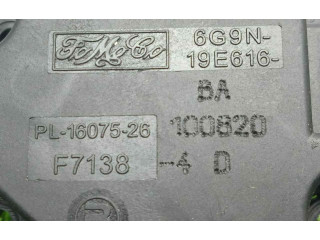 FoMoCo
6G9N-
19E616-
BA
PL-16075-26
100820
F7138
-4 D